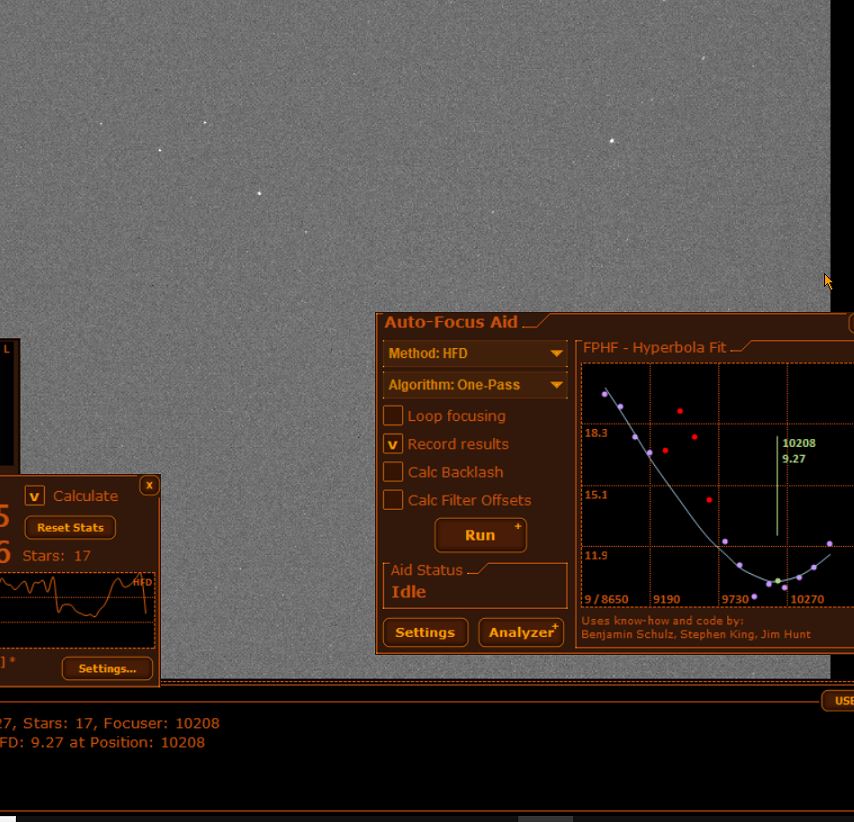 Auto-Focus Aid
Method: HFD
Algorithm: One-Pass
Loop focusing
v Record results
Calc Backlash
Calc Filter Offsets
Run +
Aid Status
Idle
Settings
Analyzer+
FPHF - Hyperbola Fit
18.3
15.1
11.9
9 / 8650
9190
9730
10270
10208
9.27
Uses know-how and code by:
Benjamin Schulz, Stephen King, Jim Hunt
L
X
v Calculate
5
Reset Stats
6
Stars: 17
HFD
] *
Settings...
USE
27, Stars: 17, Focuser: 10208
FD: 9.27 at Position: 10208